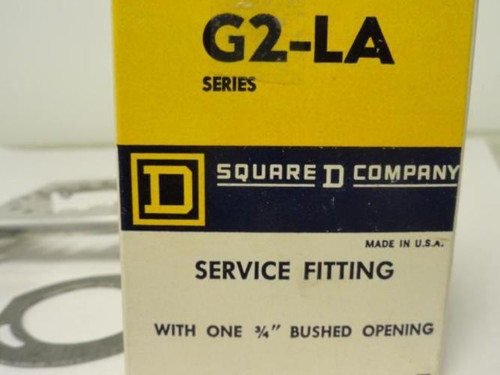 G2-LA
SERIES
D SQUARE D COMPANY
MADE IN U.S.A.
SERVICE FITTING
WITH ONE ¾" BUSHED OPENING